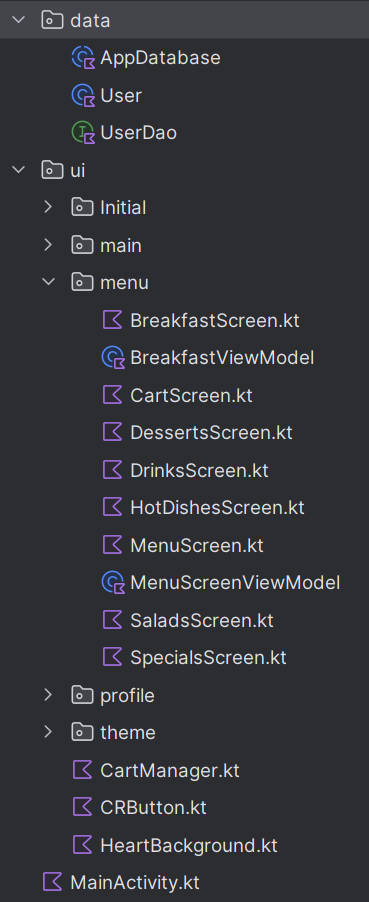 data
AppDatabase
User
UserDao
ui
Initial
main
menu
BreakfastScreen.kt
BreakfastViewModel
CartScreen.kt
DessertsScreen.kt
DrinksScreen.kt
HotDishesScreen.kt
MenuScreen.kt
MenuScreenViewModel
SaladsScreen.kt
SpecialsScreen.kt
profile
theme
CartManager.kt
CRButton.kt
HeartBackground.kt
MainActivity.kt